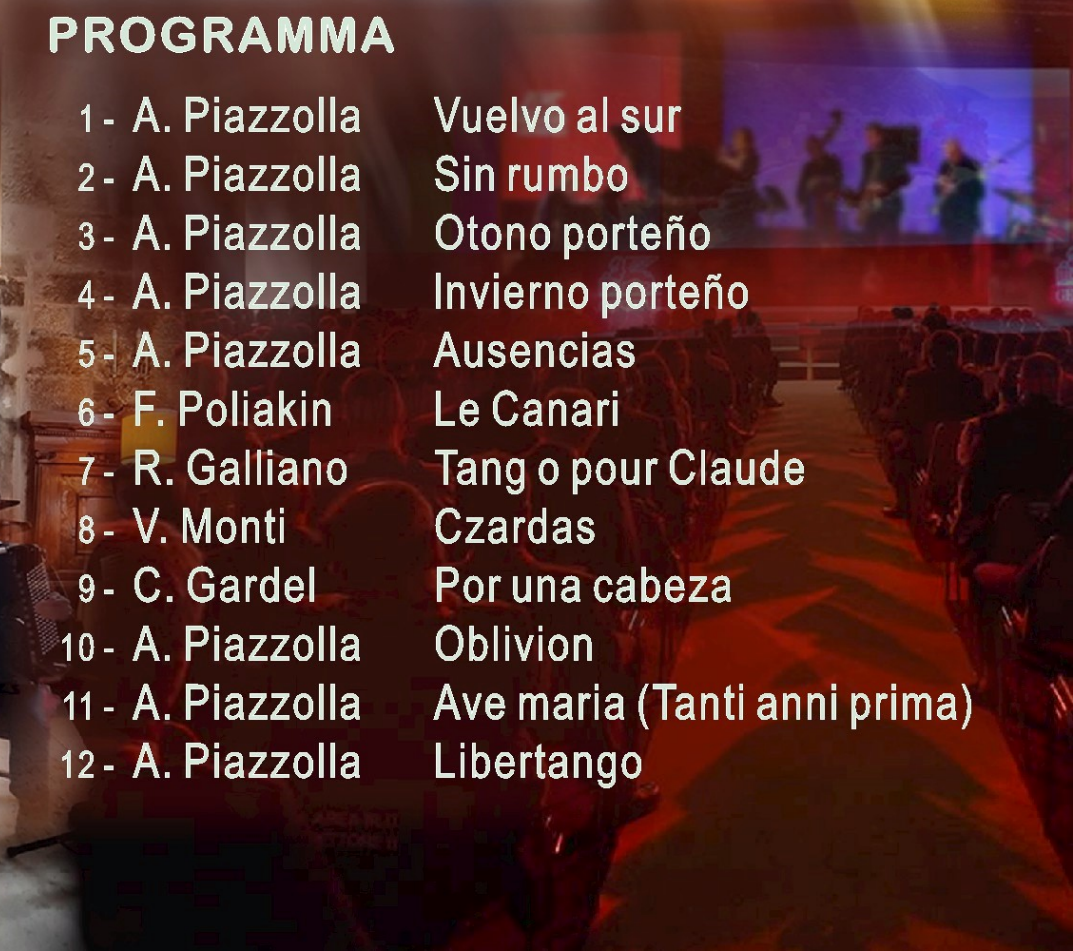 PROGRAMMA
1 - A. Piazzolla Vuelvo al sur
2 - A. Piazzolla Sin rumbo
3 - A. Piazzolla Otono porteño
4 - A. Piazzolla Invierno porteño
5 - A. Piazzolla Ausencias
6 - F. Poliakin Le Canari
7 - R. Galliano Tang o pour Claude
8 - V. Monti Czardas
9 - C. Gardel Por una cabeza
10 - A. Piazzolla Oblivion
11 - A. Piazzolla Ave maria (Tanti anni prima)
12 - A. Piazzolla Libertango